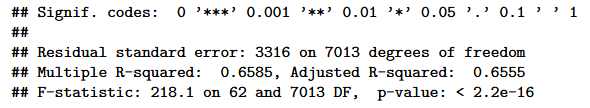 ## Signif. codes:  0 '***' 0.001 '**' 0.01 '*' 0.05 '.' 0.1 ' ' 1
##
## Residual standard error: 3316 on 7013 degrees of freedom
## Multiple R-squared:  0.6585, Adjusted R-squared:  0.6555
## F-statistic: 218.1 on 62 and 7013 DF,  p-value: < 2.2e-16